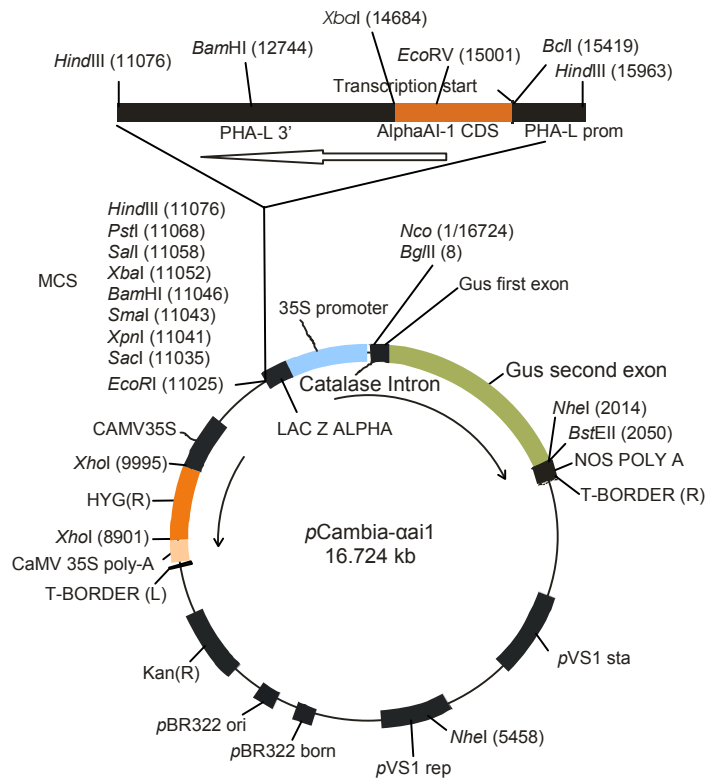 XbaI (14684)
BclI (15419)
BamHI (12744)
EcoRV (15001)
HindIII (11076)
HindIII (15963)
Transcription start
PHA-L 3'
AlphaAI-1 CDS
PHA-L prom
MCS
HindIII (11076)
PstI (11068)
SalI (11058)
XbaI (11052)
BamHI (11046)
SmaI (11043)
XpnI (11041)
SacI (11035)
EcoRI (11025)
Nco (1/16724)
BglII (8)
Gus first exon
35S promoter
Catalase Intron
Gus second exon
LAC Z ALPHA
NheI (2014)
BstEII (2050)
NOS POLY A
T-BORDER (R)
CAMV35S
XhoI (9995)
HYG(R)
XhoI (8901)
CaMV 35S poly-A
T-BORDER (L)
pCambia-αai1
16.724 kb
Kan(R)
pBR322 ori
pBR322 born
pVS1 rep
NheI (5458)
pVS1 sta